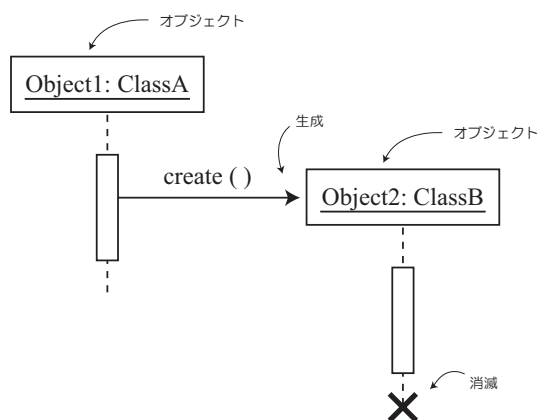 オブジェクト
Object1: ClassA
生成
オブジェクト
create ( )
Object2: ClassB
消滅